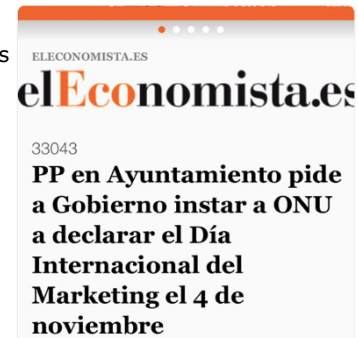 S
ELECONOMISTA.ES
elEconomista.es
33043
PP en Ayuntamiento pide
a Gobierno instar a ONU
a declarar el Día
Internacional del
Marketing el 4 de
noviembre